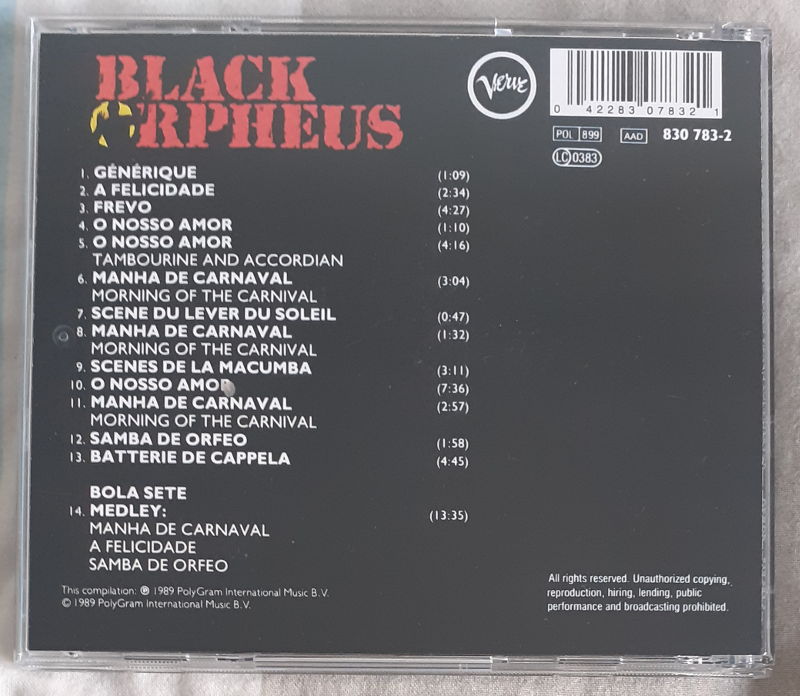 BLACK
ORPHEUS
Verve
0 42283 07832 1
POL 899
AAD
830 783-2
LC 0383
1. GÉNÉRIQUE (1:09)
2. A FELICIDADE (2:34)
3. FREVO (4:27)
4. O NOSSO AMOR (1:10)
5. O NOSSO AMOR (4:16)
TAMBOURINE AND ACCORDIAN
6. MANHA DE CARNAVAL (3:04)
MORNING OF THE CARNIVAL
7. SCENE DU LEVER DU SOLEIL (0:47)
8. MANHA DE CARNAVAL (1:32)
MORNING OF THE CARNIVAL
9. SCENES DE LA MACUMBA (3:11)
10. O NOSSO AMOR (7:36)
11. MANHA DE CARNAVAL (2:57)
MORNING OF THE CARNIVAL
12. SAMBA DE ORFEO (1:58)
13. BATTERIE DE CAPPELA (4:45)
BOLA SETE
14. MEDLEY: (13:35)
MANHA DE CARNAVAL
A FELICIDADE
SAMBA DE ORFEO
This compilation: ℗ 1989 PolyGram International Music B.V.
© 1989 PolyGram International Music B.V.
All rights reserved. Unauthorized copying,
reproduction, hiring, lending, public
performance and broadcasting prohibited.